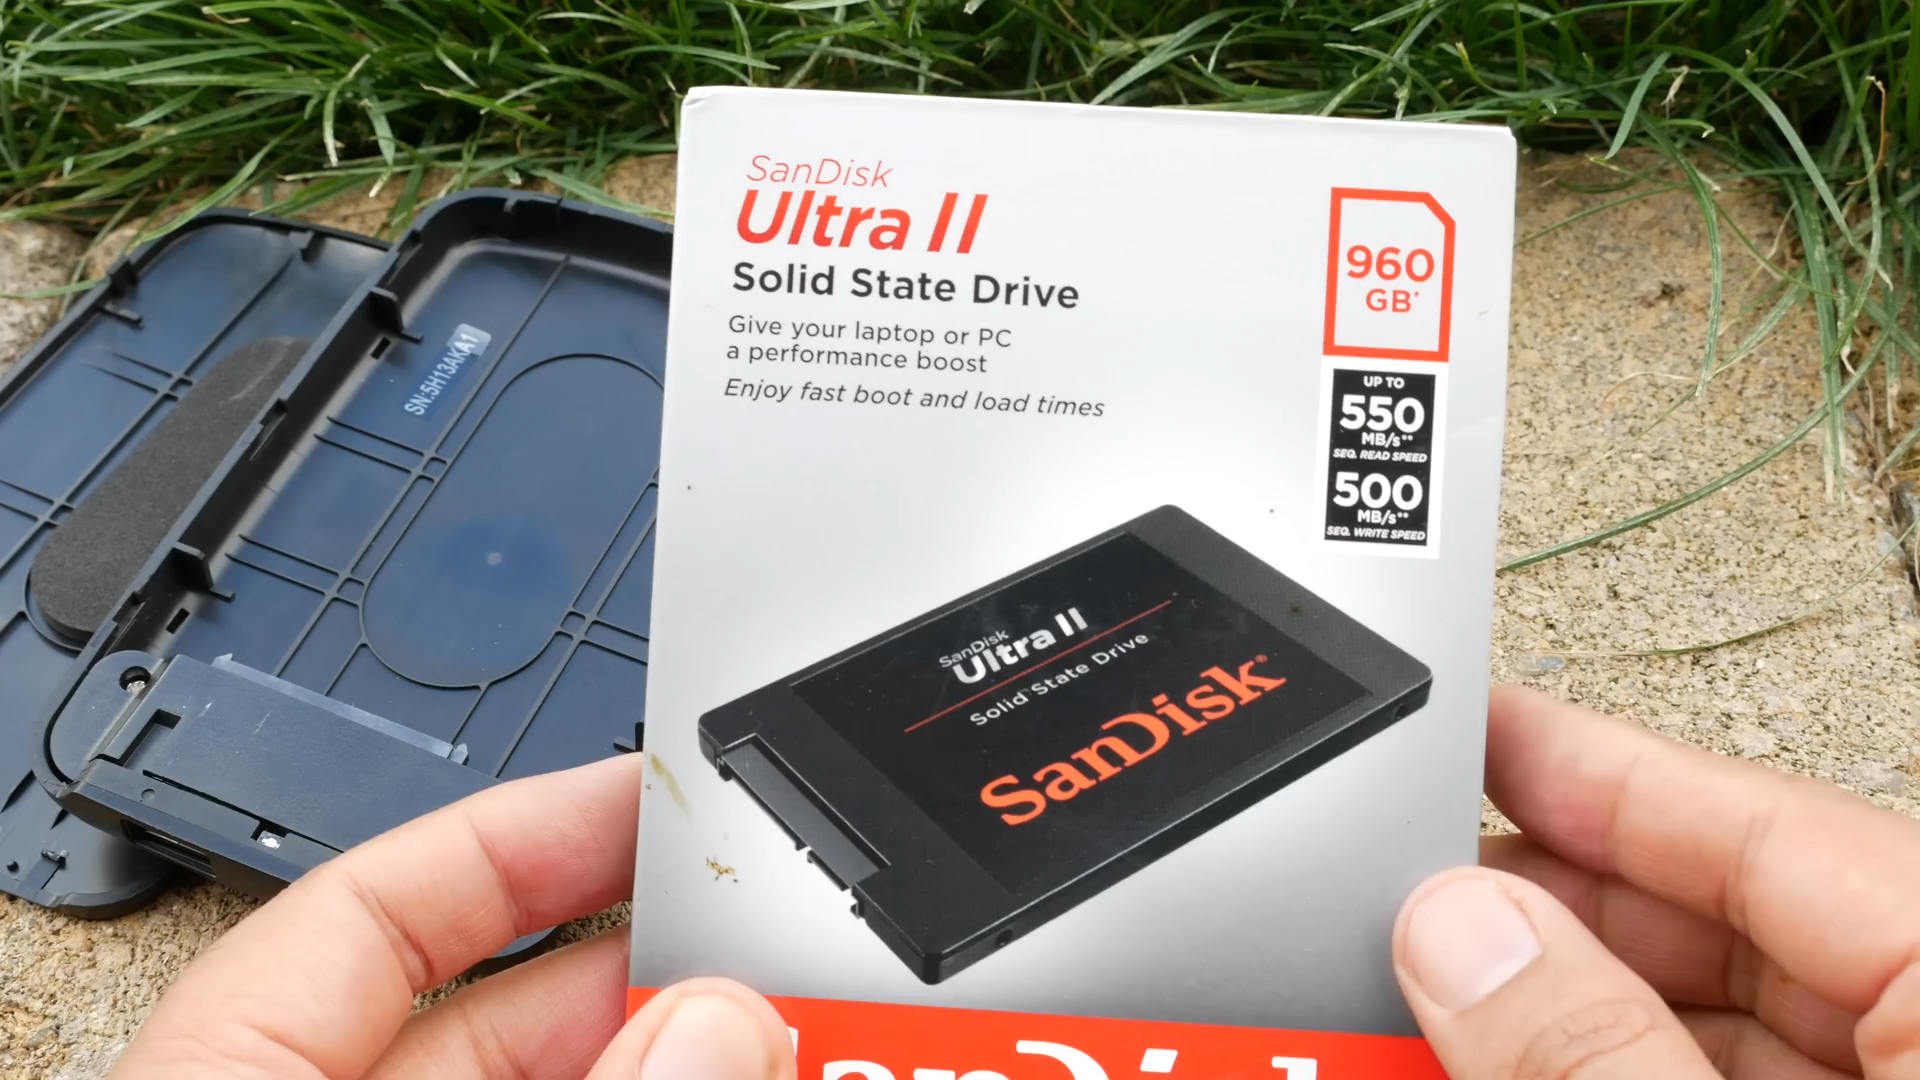 SanDisk
Ultra II
Solid State Drive
Give your laptop or PC
a performance boost
Enjoy fast boot and load times
960
GB*
UP TO
550
MB/s**
SEQ. READ SPEED
500
MB/s**
SEQ. WRITE SPEED
SN:5H13AKA1
SanDisk
Ultra II
Solid State Drive
SanDisk®
SanDisk